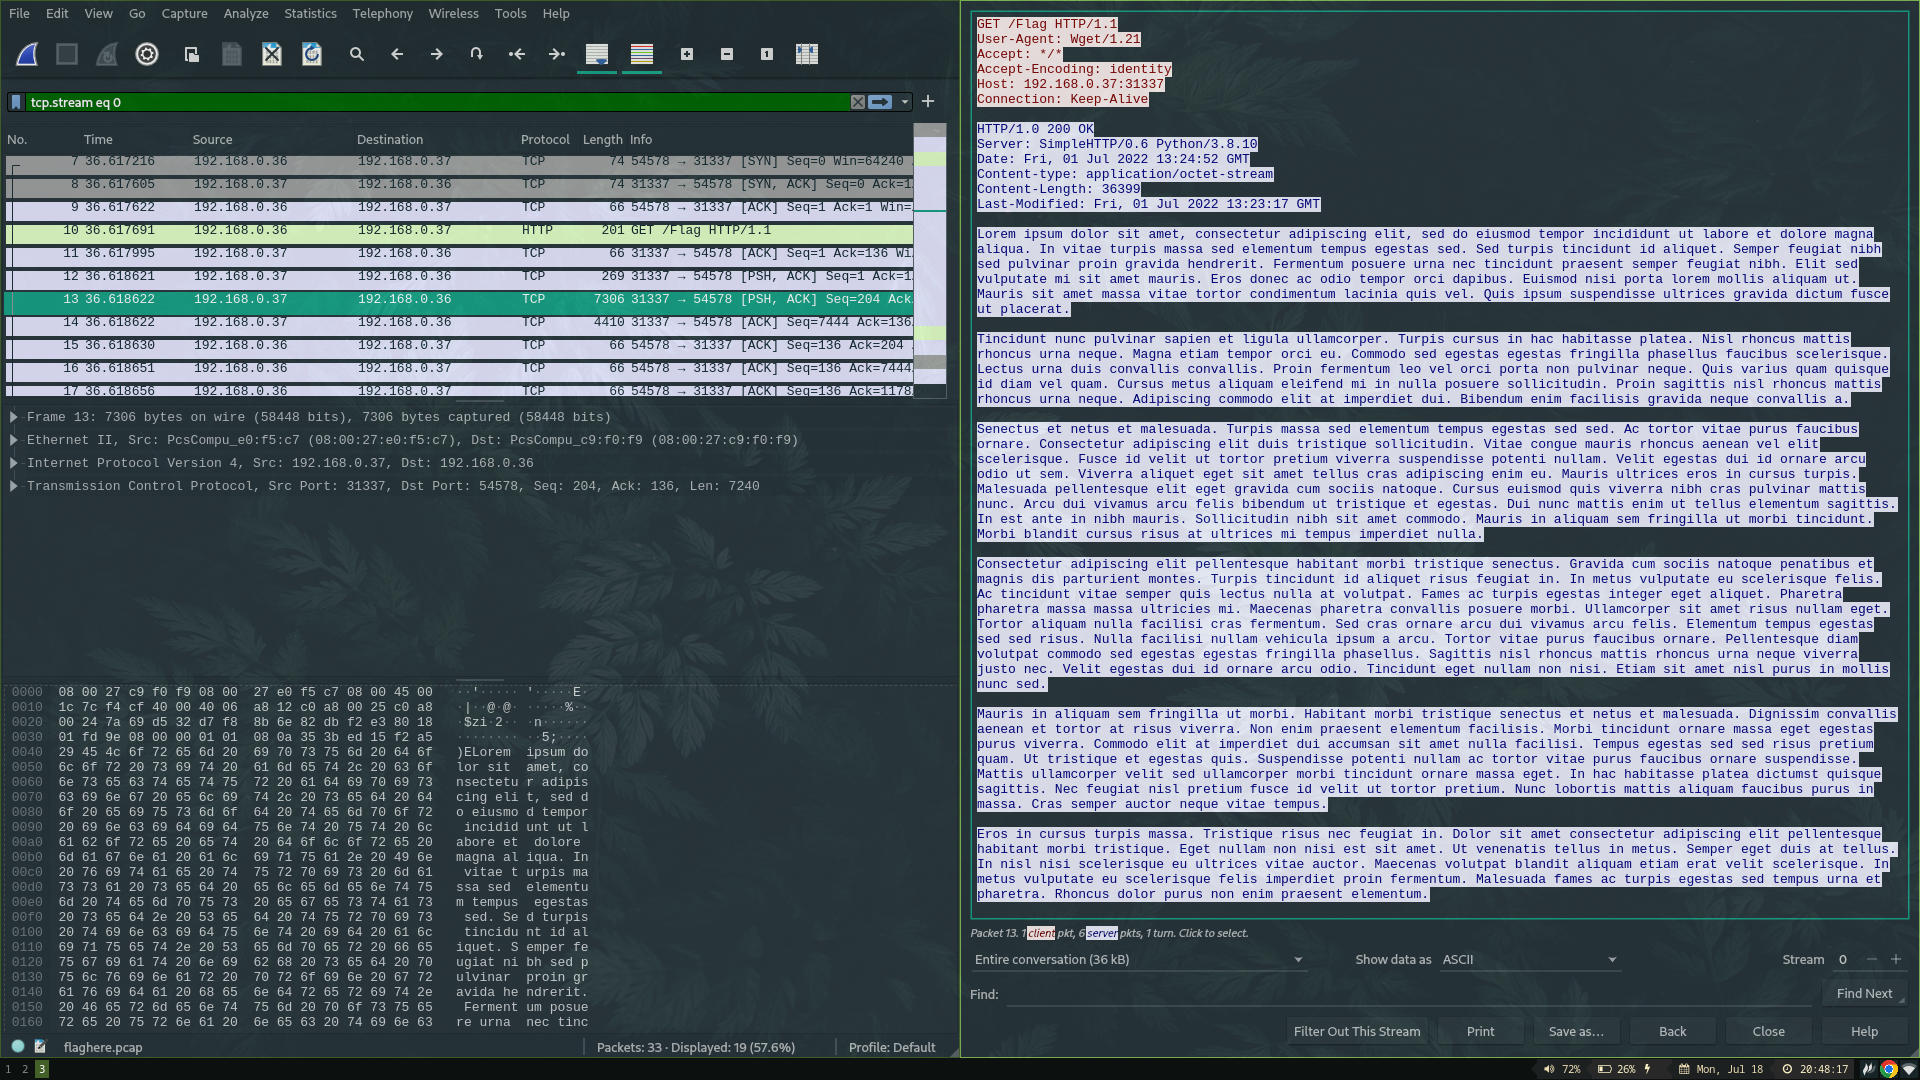 File Edit View Go Capture Analyze Statistics Telephony Wireless Tools Help
tcp.stream eq 0
No. Time Source Destination Protocol Length Info
7 36.617216 192.168.0.36 192.168.0.37 TCP 74 54578 → 31337 [SYN] Seq=0 Win=64240
8 36.617605 192.168.0.37 192.168.0.36 TCP 74 31337 → 54578 [SYN, ACK] Seq=0 Ack=1
9 36.617622 192.168.0.36 192.168.0.37 TCP 66 54578 → 31337 [ACK] Seq=1 Ack=1 Win=
10 36.617691 192.168.0.36 192.168.0.37 HTTP 201 GET /Flag HTTP/1.1
11 36.617995 192.168.0.37 192.168.0.36 TCP 66 31337 → 54578 [ACK] Seq=1 Ack=136 Wi
12 36.618621 192.168.0.37 192.168.0.36 TCP 269 31337 → 54578 [PSH, ACK] Seq=1 Ack=1
13 36.618622 192.168.0.37 192.168.0.36 TCP 7306 31337 → 54578 [PSH, ACK] Seq=204 Ack
14 36.618622 192.168.0.37 192.168.0.36 TCP 4410 31337 → 54578 [ACK] Seq=7444 Ack=136
15 36.618630 192.168.0.36 192.168.0.37 TCP 66 54578 → 31337 [ACK] Seq=136 Ack=204
16 36.618651 192.168.0.36 192.168.0.37 TCP 66 54578 → 31337 [ACK] Seq=136 Ack=7444
17 36.618656 192.168.0.36 192.168.0.37 TCP 66 54578 → 31337 [ACK] Seq=136 Ack=1178
Frame 13: 7306 bytes on wire (58448 bits), 7306 bytes captured (58448 bits)
Ethernet II, Src: PcsCompu_e0:f5:c7 (08:00:27:e0:f5:c7), Dst: PcsCompu_c9:f0:f9 (08:00:27:c9:f0:f9)
Internet Protocol Version 4, Src: 192.168.0.37, Dst: 192.168.0.36
Transmission Control Protocol, Src Port: 31337, Dst Port: 54578, Seq: 204, Ack: 136, Len: 7240
0000 08 00 27 c9 f0 f9 08 00 27 e0 f5 c7 08 00 45 00 ··'····· '·····E·
0010 1c 7c f4 cf 40 00 40 06 a8 12 c0 a8 00 25 c0 a8 ·|··@·@· ·····%··
0020 00 24 7a 69 d5 32 d7 f8 8b 6e 82 db f2 e3 80 18 ·$zi·2·· ·n······
0030 01 fd 9e 08 00 00 01 01 08 0a 35 3b ed 15 f2 a5 ········ ··5;····
0040 29 45 4c 6f 72 65 6d 20 69 70 73 75 6d 20 64 6f )ELorem ipsum do
0050 6c 6f 72 20 73 69 74 20 61 6d 65 74 2c 20 63 6f lor sit amet, co
0060 6e 73 65 63 74 65 74 75 72 20 61 64 69 70 69 73 nsectetu r adipis
0070 63 69 6e 67 20 65 6c 69 74 2c 20 73 65 64 20 64 cing eli t, sed d
0080 6f 20 65 69 75 73 6d 6f 64 20 74 65 6d 70 6f 72 o eiusmo d tempor
0090 20 69 6e 63 69 64 69 64 75 6e 74 20 75 74 20 6c incidid unt ut l
00a0 61 62 6f 72 65 20 65 74 20 64 6f 6c 6f 72 65 20 abore et dolore
00b0 6d 61 67 6e 61 20 61 6c 69 71 75 61 2e 20 49 6e magna al iqua. In
00c0 20 76 69 74 61 65 20 74 75 72 70 69 73 20 6d 61 vitae t urpis ma
00d0 73 73 61 20 73 65 64 20 65 6c 65 6d 65 6e 74 75 ssa sed elementu
00e0 6d 20 74 65 6d 70 75 73 20 65 67 65 73 74 61 73 m tempus egestas
00f0 20 73 65 64 2e 20 53 65 64 20 74 75 72 70 69 73 sed. Se d turpis
0100 20 74 69 6e 63 69 64 75 6e 74 20 69 64 20 61 6c tincidu nt id al
0110 69 71 75 65 74 2e 20 53 65 6d 70 65 72 20 66 65 iquet. S emper fe
0120 75 67 69 61 74 20 6e 69 62 68 20 73 65 64 20 70 ugiat ni bh sed p
0130 75 6c 76 69 6e 61 72 20 70 72 6f 69 6e 20 67 72 ulvinar proin gr
0140 61 76 69 64 61 20 68 65 6e 64 72 65 72 69 74 2e avida he ndrerit.
0150 20 46 65 72 6d 65 6e 74 75 6d 20 70 6f 73 75 65 Ferment um posue
0160 72 65 20 75 72 6e 61 20 6e 65 63 20 74 69 6e 63 re urna nec tinc
flaghere.pcap Packets: 33 · Displayed: 19 (57.6%) Profile: Default
GET /Flag HTTP/1.1
User-Agent: Wget/1.21
Accept: */*
Accept-Encoding: identity
Host: 192.168.0.37:31337
Connection: Keep-Alive
HTTP/1.0 200 OK
Server: SimpleHTTP/0.6 Python/3.8.10
Date: Fri, 01 Jul 2022 13:24:52 GMT
Content-type: application/octet-stream
Content-Length: 36399
Last-Modified: Fri, 01 Jul 2022 13:23:17 GMT
Lorem ipsum dolor sit amet, consectetur adipiscing elit, sed do eiusmod tempor incididunt ut labore et dolore magna
aliqua. In vitae turpis massa sed elementum tempus egestas sed. Sed turpis tincidunt id aliquet. Semper feugiat nibh
sed pulvinar proin gravida hendrerit. Fermentum posuere urna nec tincidunt praesent semper feugiat nibh. Elit sed
vulputate mi sit amet mauris. Eros donec ac odio tempor orci dapibus. Euismod nisi porta lorem mollis aliquam ut.
Mauris sit amet massa vitae tortor condimentum lacinia quis vel. Quis ipsum suspendisse ultrices gravida dictum fusce
ut placerat.
Tincidunt nunc pulvinar sapien et ligula ullamcorper. Turpis cursus in hac habitasse platea. Nisl rhoncus mattis
rhoncus urna neque. Magna etiam tempor orci eu. Commodo sed egestas egestas fringilla phasellus faucibus scelerisque.
Lectus urna duis convallis convallis. Proin fermentum leo vel orci porta non pulvinar neque. Quis varius quam quisque
id diam vel quam. Cursus metus aliquam eleifend mi in nulla posuere sollicitudin. Proin sagittis nisl rhoncus mattis
rhoncus urna neque. Adipiscing commodo elit at imperdiet dui. Bibendum enim facilisis gravida neque convallis a.
Senectus et netus et malesuada. Turpis massa sed elementum tempus egestas sed sed. Ac tortor vitae purus faucibus
ornare. Consectetur adipiscing elit duis tristique sollicitudin. Vitae congue mauris rhoncus aenean vel elit
scelerisque. Fusce id velit ut tortor pretium viverra suspendisse potenti nullam. Velit egestas dui id ornare arcu
odio ut sem. Viverra aliquet eget sit amet tellus cras adipiscing enim eu. Mauris ultrices eros in cursus turpis.
Malesuada pellentesque elit eget gravida cum sociis natoque. Cursus euismod quis viverra nibh cras pulvinar mattis
nunc. Arcu dui vivamus arcu felis bibendum ut tristique et egestas. Dui nunc mattis enim ut tellus elementum sagittis.
In est ante in nibh mauris. Sollicitudin nibh sit amet commodo. Mauris in aliquam sem fringilla ut morbi tincidunt.
Morbi blandit cursus risus at ultrices mi tempus imperdiet nulla.
Consectetur adipiscing elit pellentesque habitant morbi tristique senectus. Gravida cum sociis natoque penatibus et
magnis dis parturient montes. Turpis tincidunt id aliquet risus feugiat in. In metus vulputate eu scelerisque felis.
Ac tincidunt vitae semper quis lectus nulla at volutpat. Fames ac turpis egestas integer eget aliquet. Pharetra
pharetra massa massa ultricies mi. Maecenas pharetra convallis posuere morbi. Ullamcorper sit amet risus nullam eget.
Tortor aliquam nulla facilisi cras fermentum. Sed cras ornare arcu dui vivamus arcu felis. Elementum tempus egestas
sed sed risus. Nulla facilisi nullam vehicula ipsum a arcu. Tortor vitae purus faucibus ornare. Pellentesque diam
volutpat commodo sed egestas egestas fringilla phasellus. Sagittis nisl rhoncus mattis rhoncus urna neque viverra
justo nec. Velit egestas dui id ornare arcu odio. Tincidunt eget nullam non nisi. Etiam sit amet nisl purus in mollis
nunc sed.
Mauris in aliquam sem fringilla ut morbi. Habitant morbi tristique senectus et netus et malesuada. Dignissim convallis
aenean et tortor at risus viverra. Non enim praesent elementum facilisis. Morbi tincidunt ornare massa eget egestas
purus viverra. Commodo elit at imperdiet dui accumsan sit amet nulla facilisi. Tempus egestas sed sed risus pretium
quam. Ut tristique et egestas quis. Suspendisse potenti nullam ac tortor vitae purus faucibus ornare suspendisse.
Mattis ullamcorper velit sed ullamcorper morbi tincidunt ornare massa eget. In hac habitasse platea dictumst quisque
sagittis. Nec feugiat nisl pretium fusce id velit ut tortor pretium. Nunc lobortis mattis aliquam faucibus purus in
massa. Cras semper auctor neque vitae tempus.
Eros in cursus turpis massa. Tristique risus nec feugiat in. Dolor sit amet consectetur adipiscing elit pellentesque
habitant morbi tristique. Eget nullam non nisi est sit amet. Ut venenatis tellus in metus. Semper eget duis at tellus.
In nisl nisi scelerisque eu ultrices vitae auctor. Maecenas volutpat blandit aliquam etiam erat velit scelerisque. In
metus vulputate eu scelerisque felis imperdiet proin fermentum. Malesuada fames ac turpis egestas sed tempus urna et
pharetra. Rhoncus dolor purus non enim praesent elementum.
Packet 13. 1 client pkt, 6 server pkts, 1 turn. Click to select.
Entire conversation (36 kB) Show data as ASCII Stream 0
Find: Find Next
Filter Out This Stream Print Save as… Back Close Help
1 2 3 72% 26% Mon, Jul 18 20:48:17